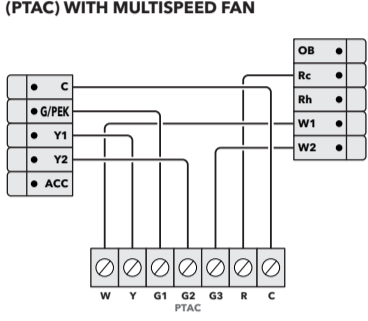 (PTAC) WITH MULTISPEED FAN
OB
Rc
Rh
W1
W2
C
G/PEK
Y1
Y2
ACC
W Y G1 G2 G3 R C
PTAC